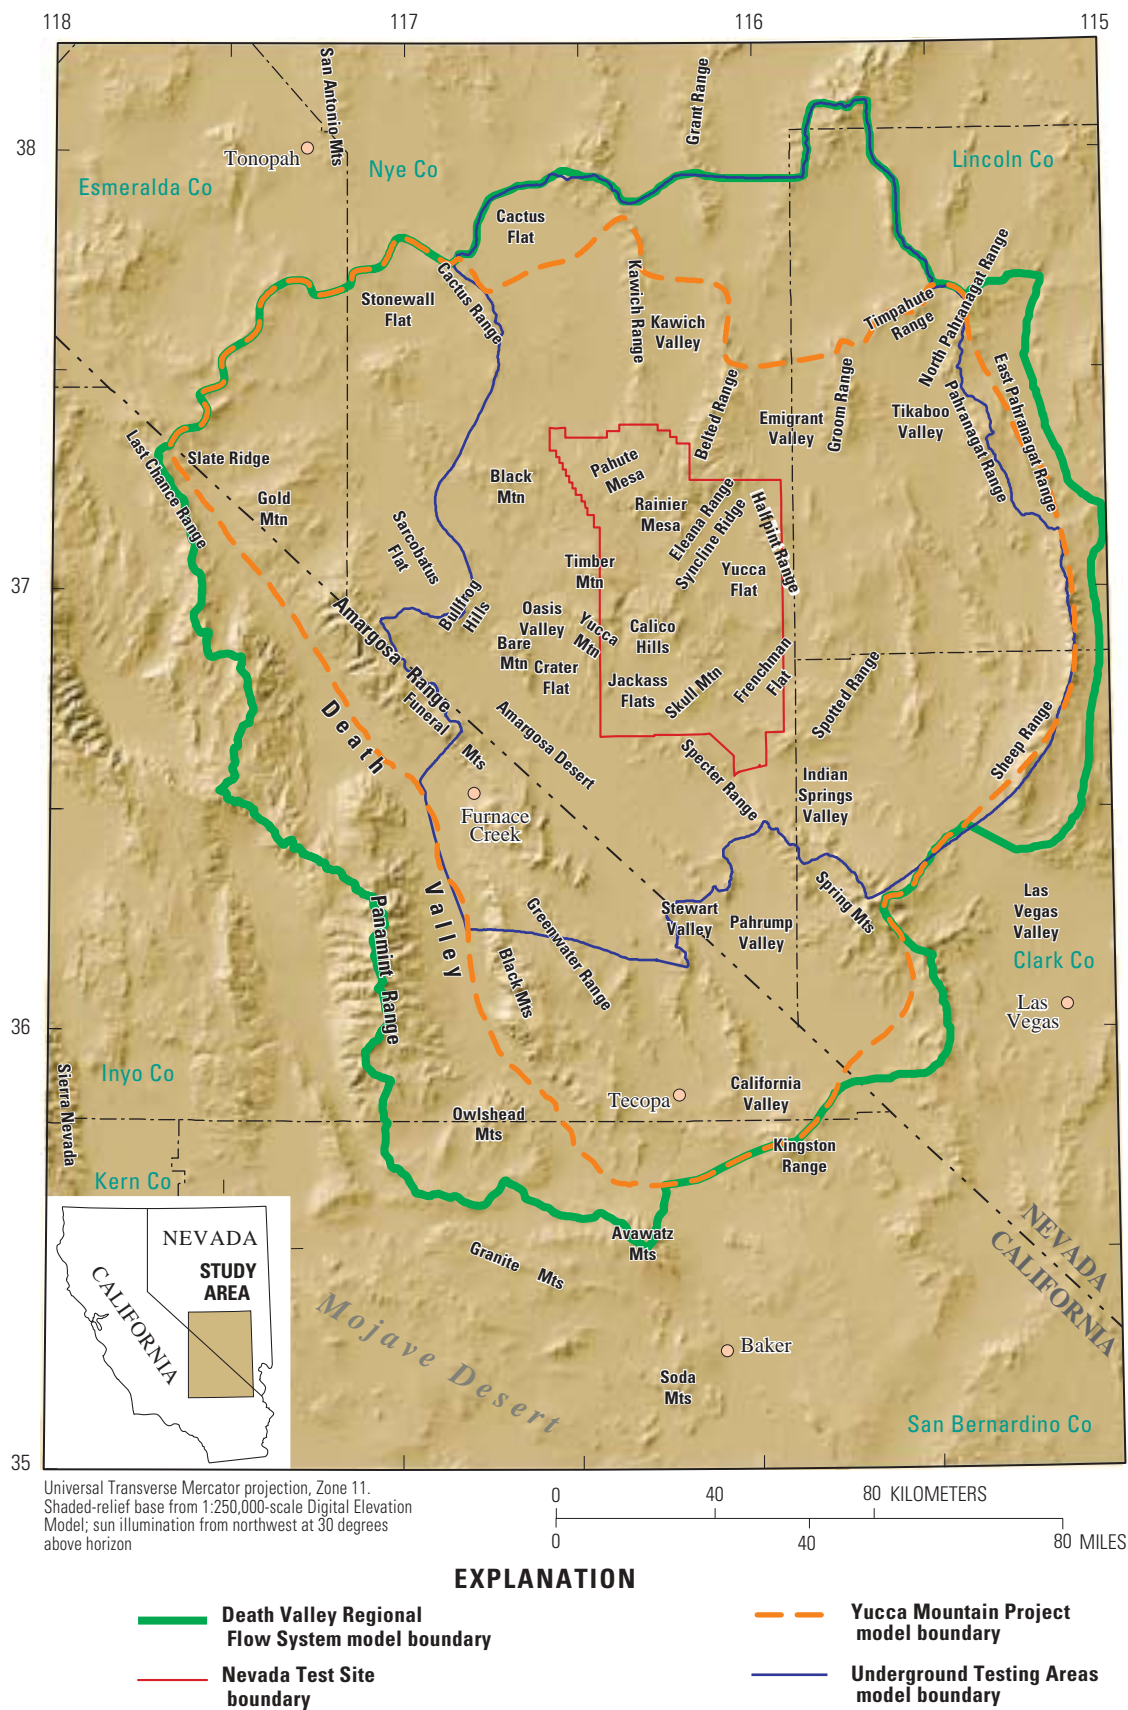 118
117
116
115
San Antonio Mts
Grant Range
38
Tonopah
Nye Co
Lincoln Co
Esmeralda Co
Cactus
Flat
Cactus Range
Kawich Range
Stonewall
Flat
Kawich
Valley
Timpahute
Range
North Pahranagat Range
East Pahranagat Range
Pahranagat Range
Belted Range
Groom Range
Emigrant
Valley
Tikaboo
Valley
Last Chance Range
Slate Ridge
Gold
Mtn
Black
Mtn
Pahute
Mesa
Rainier
Mesa
Eleana Range
Syncline Ridge
Halfpint Range
Sarcobatus
Flat
Timber
Mtn
Yucca
Flat
37
Bullfrog
Hills
Oasis
Valley
Yucca
Mtn
Calico
Hills
Bare
Mtn
Crater
Flat
Jackass
Flats
Skull Mtn
Frenchman
Flat
Spotted Range
Amargosa Range
Funeral
Mts
Amargosa Desert
Death
Valley
Specter Range
Indian
Springs
Valley
Sheep Range
Furnace
Creek
Spring Mts
Las
Vegas
Valley
Stewart
Valley
Pahrump
Valley
Greenwater Range
Black Mts
Panamint Range
Clark Co
Las
Vegas
36
Inyo Co
Sierra Nevada
Tecopa
California
Valley
Owlshead
Mts
Kingston
Range
Kern Co
Avawatz
Mts
Granite Mts
NEVADA
CALIFORNIA
Mojave Desert
Baker
Soda
Mts
San Bernardino Co
NEVADA
STUDY
AREA
CALIFORNIA
35
Universal Transverse Mercator projection, Zone 11.
Shaded-relief base from 1:250,000-scale Digital Elevation
Model; sun illumination from northwest at 30 degrees
above horizon
0 40 80 KILOMETERS
0 40 80 MILES
EXPLANATION
Death Valley Regional
Flow System model boundary
Nevada Test Site
boundary
Yucca Mountain Project
model boundary
Underground Testing Areas
model boundary